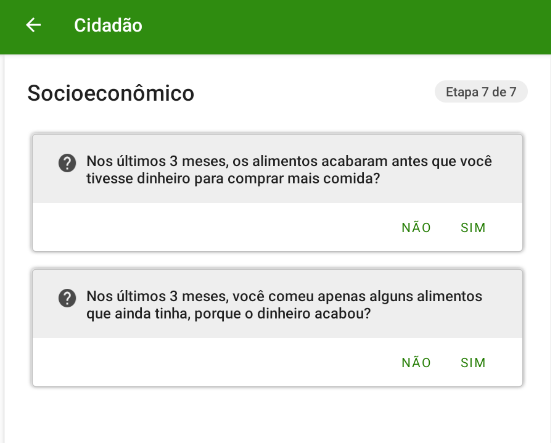 Cidadão
Socioeconômico
Etapa 7 de 7
Nos últimos 3 meses, os alimentos acabaram antes que você
tivesse dinheiro para comprar mais comida?
NÃO SIM
Nos últimos 3 meses, você comeu apenas alguns alimentos
que ainda tinha, porque o dinheiro acabou?
NÃO SIM